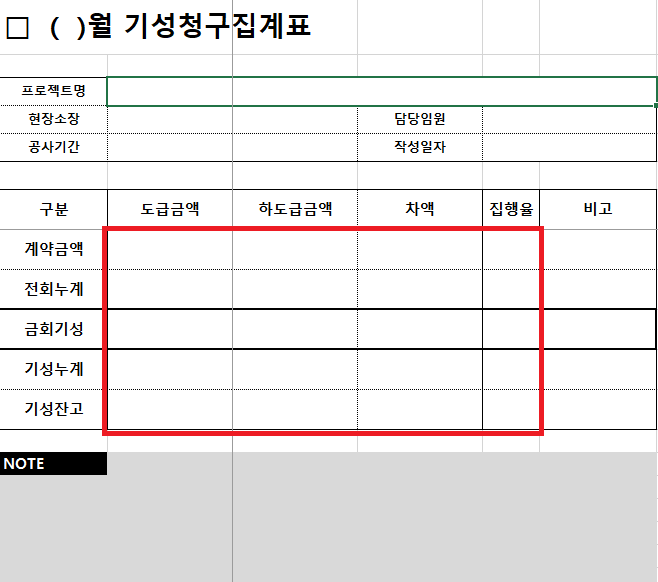 □ ( )월 기성청구집계표
프로젝트명
현장소장 담당임원
공사기간 작성일자
구분 도급금액 하도급금액 차액 집행율 비고
계약금액
전회누계
금회기성
기성누계
기성잔고
NOTE